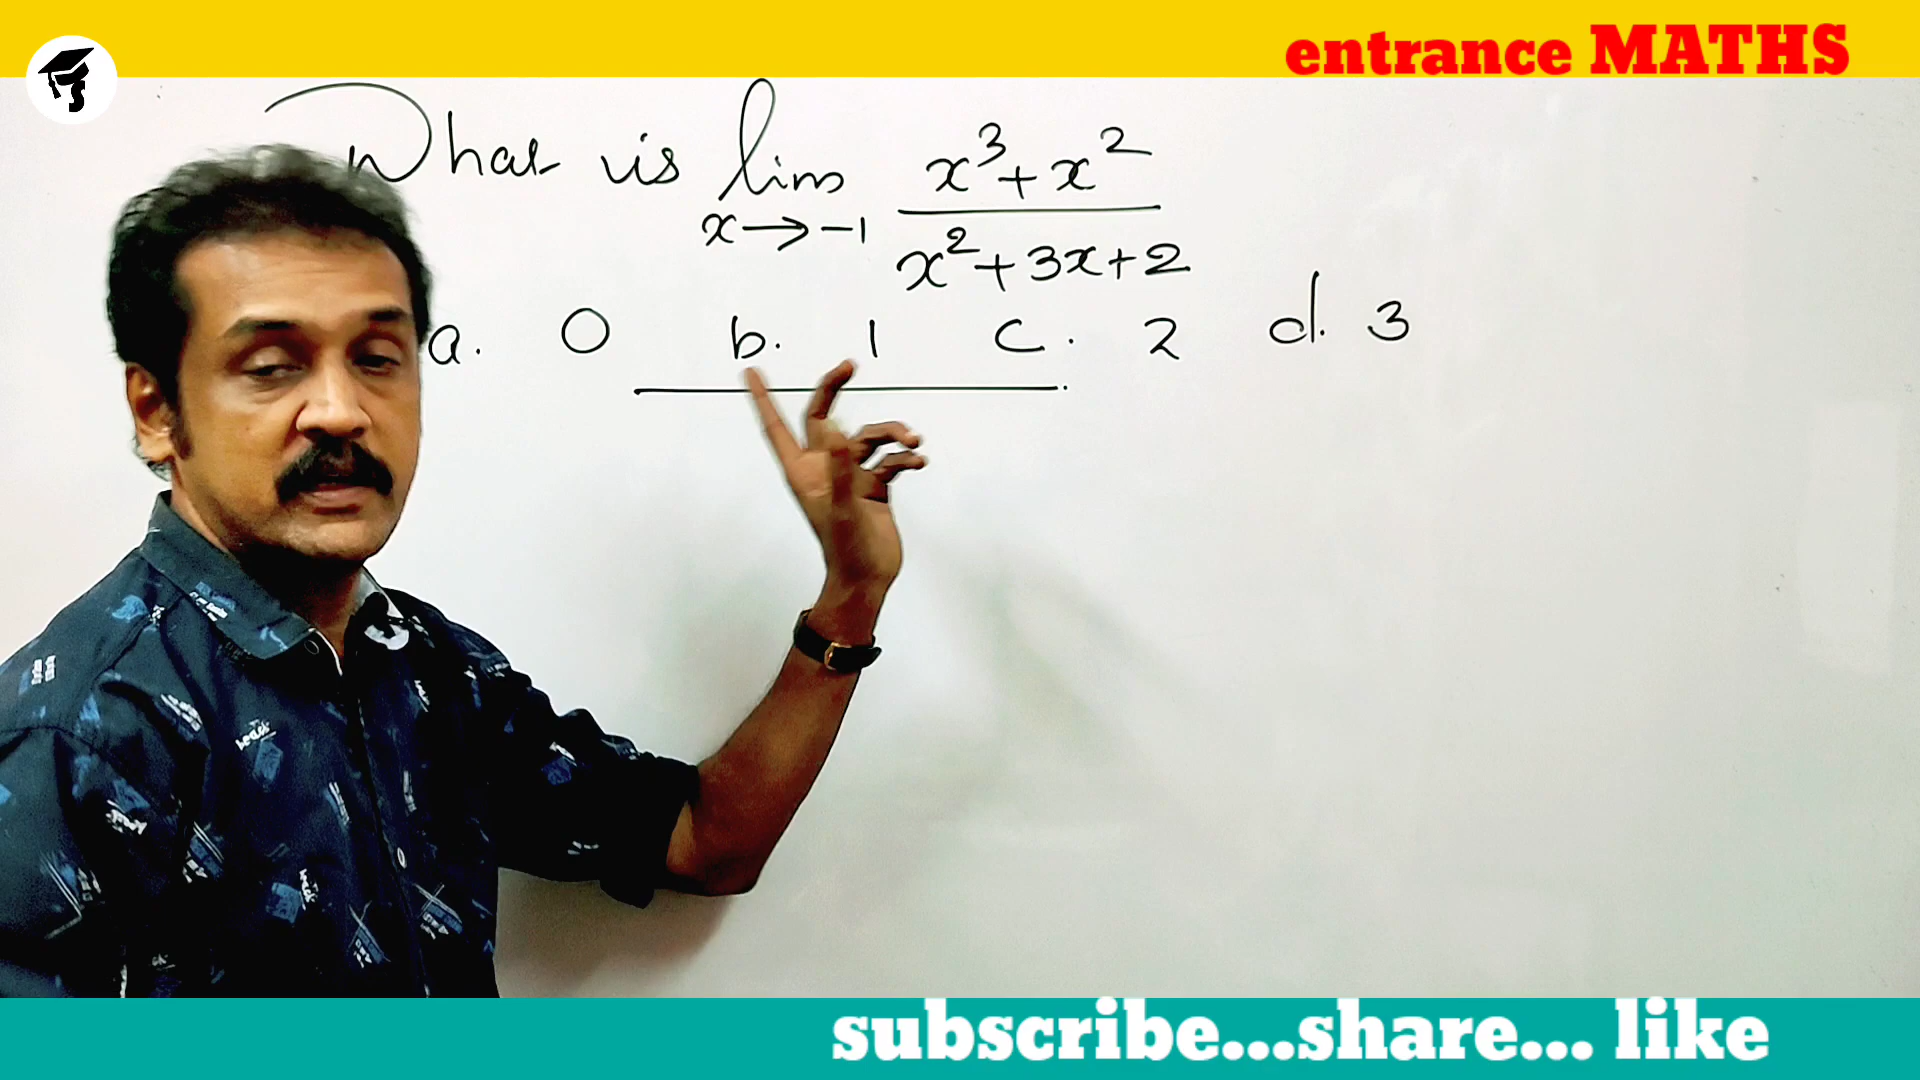 entrance MATHS
What is lim x³+x²
x→-1 x²+3x+2
a. 0 b. 1 c. 2 d. 3
subscribe...share... like